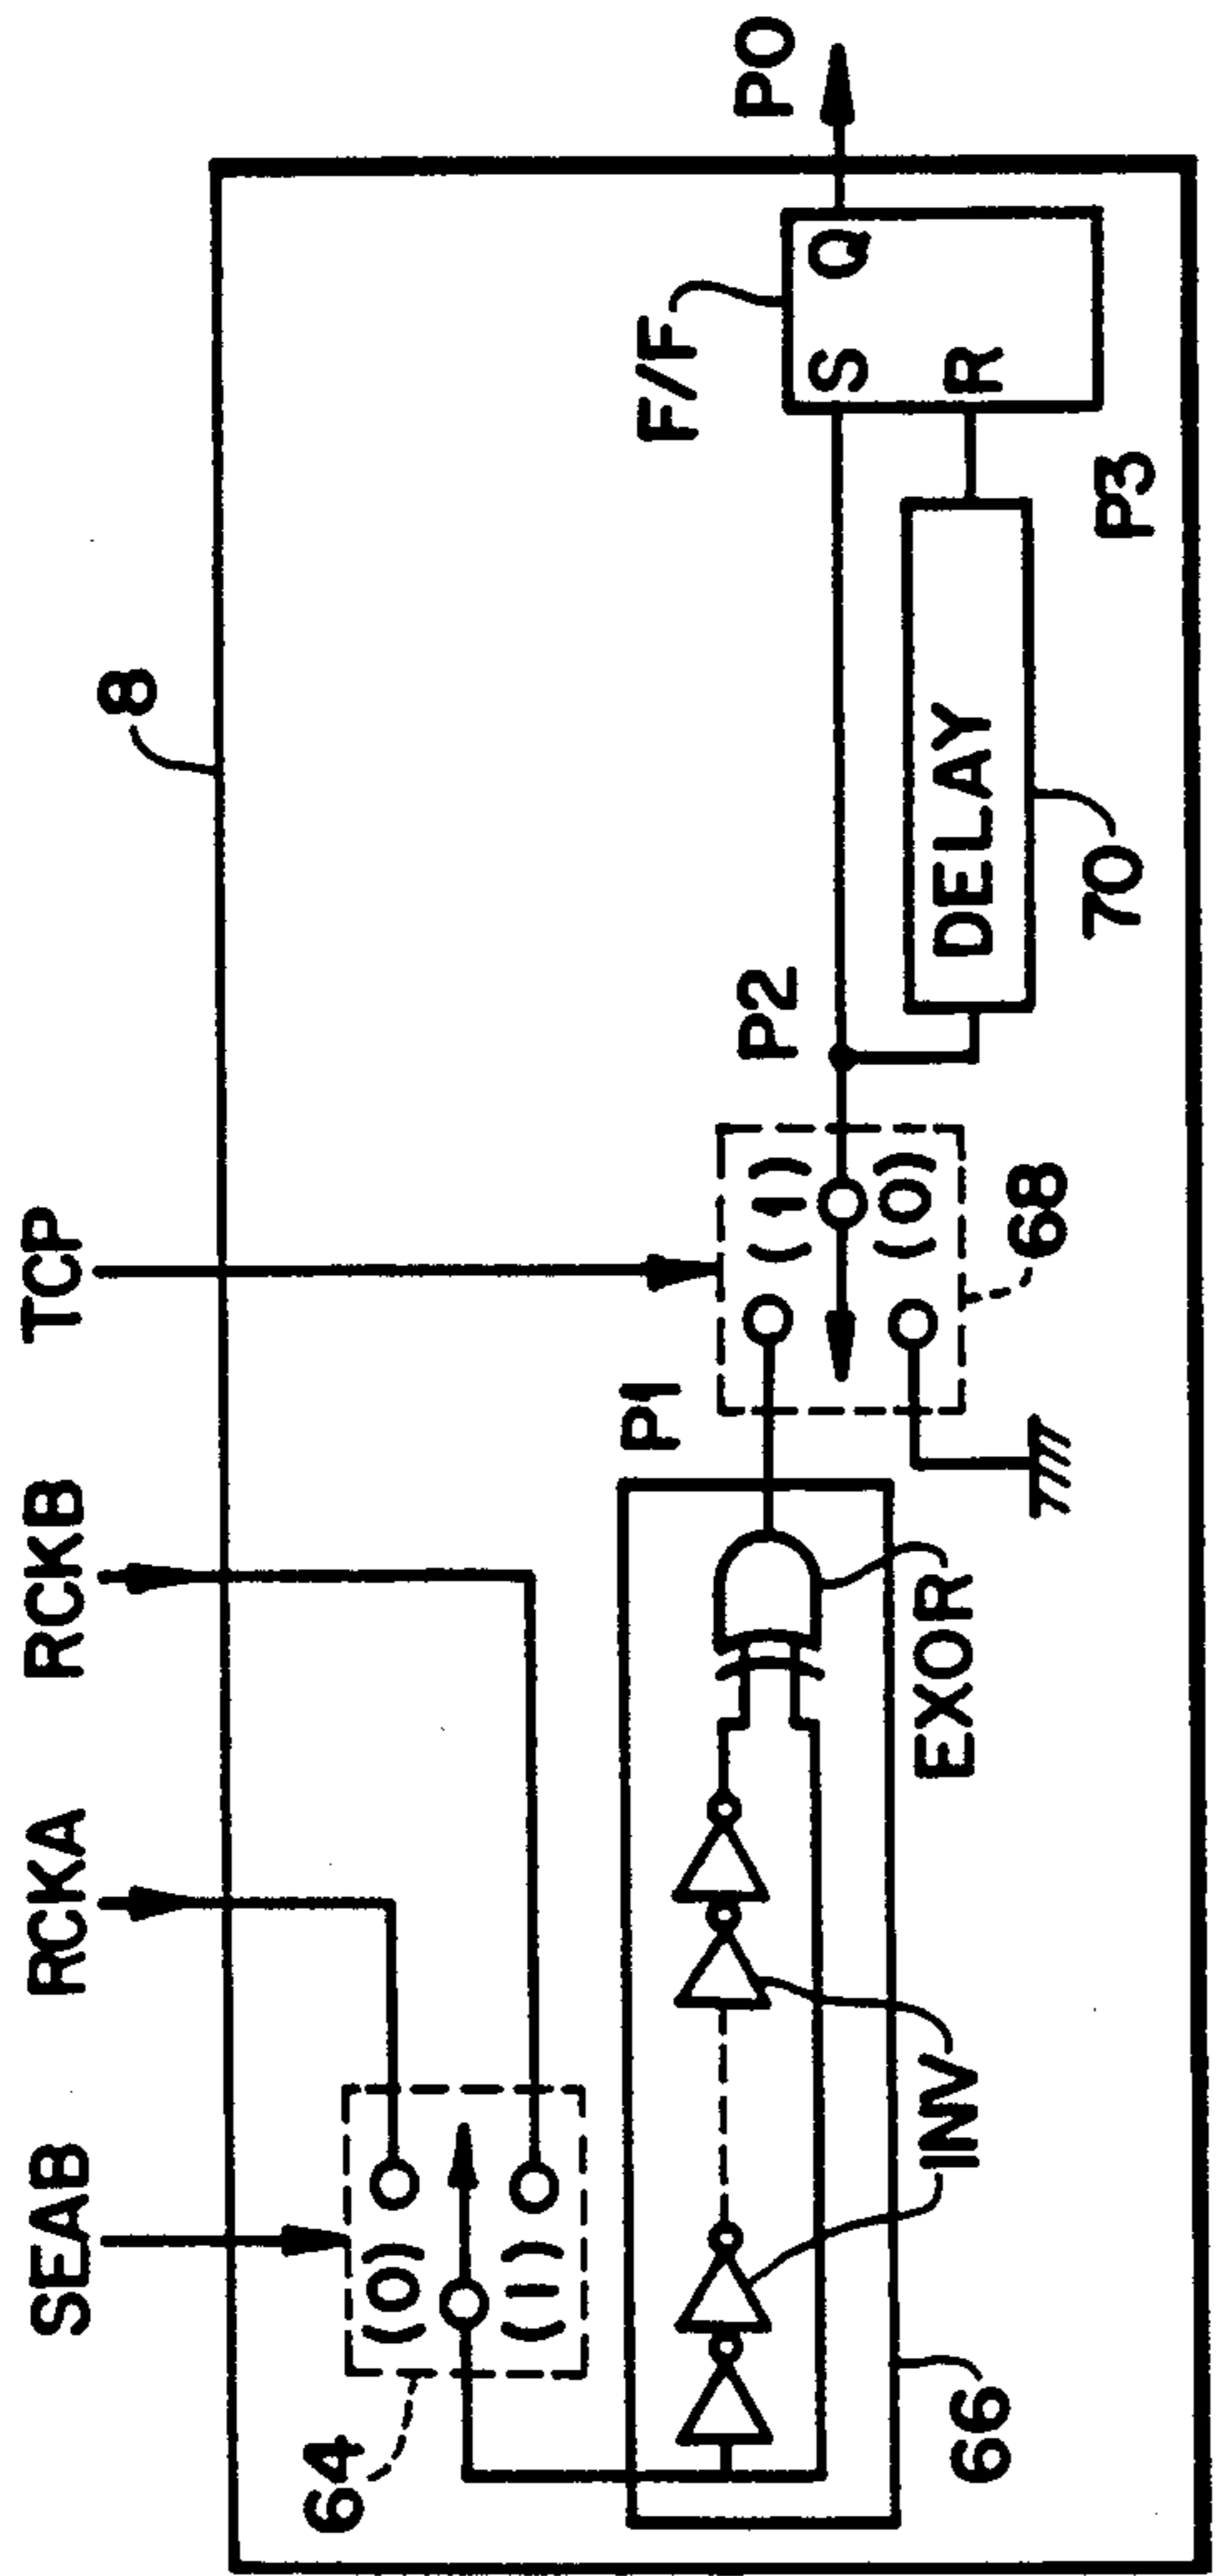 SEAB
RCKA
RCKB
TCP
8
64
(0)
(1)
66
INV
EXOR
P1
68
(1)
(0)
P2
DELAY
70
F/F
S
Q
R
P3
PO